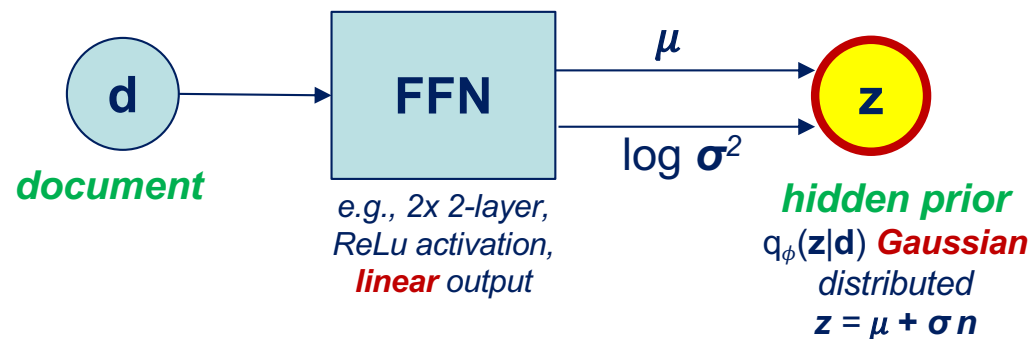 d
document
FFN
e.g., 2x 2-layer,
ReLu activation,
linear output
μ
log σ²
z
hidden prior
qϕ(z|d) Gaussian
distributed
z = μ + σ n